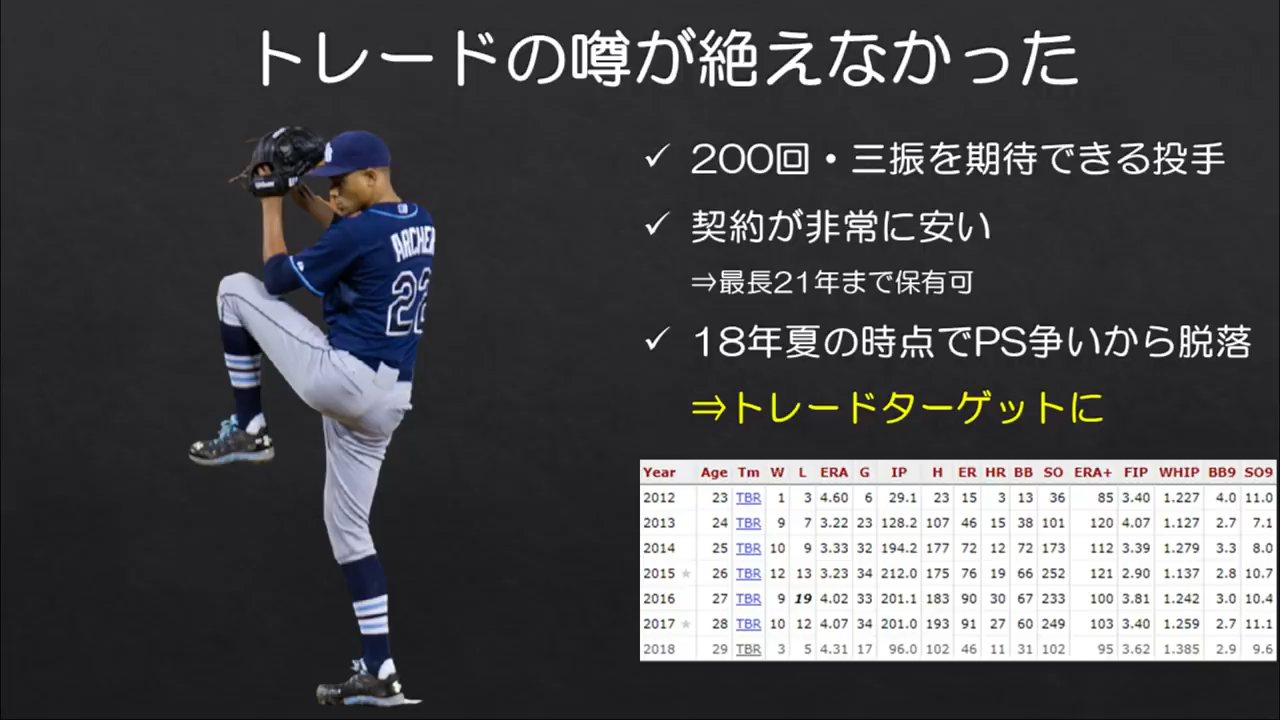 トレードの噂が絶えなかった
✓ 200回・三振を期待できる投手
✓ 契約が非常に安い
⇒最長21年まで保有可
✓ 18年夏の時点でPS争いから脱落
⇒トレードターゲットに
ARCHER
22
Year Age Tm W L ERA G IP H ER HR BB SO ERA+ FIP WHIP BB9 SO9
2012 23 TBR 1 3 4.60 6 29.1 23 15 3 13 36 85 3.40 1.227 4.0 11.0
2013 24 TBR 9 7 3.22 23 128.2 107 46 15 38 101 120 4.07 1.127 2.7 7.1
2014 25 TBR 10 9 3.33 32 194.2 177 72 12 72 173 112 3.39 1.279 3.3 8.0
2015 ★ 26 TBR 12 13 3.23 34 212.0 175 76 19 66 252 121 2.90 1.137 2.8 10.7
2016 27 TBR 9 19 4.02 33 201.1 183 90 30 67 233 100 3.81 1.242 3.0 10.4
2017 ★ 28 TBR 10 12 4.07 34 201.0 193 91 27 60 249 103 3.40 1.259 2.7 11.1
2018 29 TBR 3 5 4.31 17 96.0 102 46 11 31 102 95 3.62 1.385 2.9 9.6